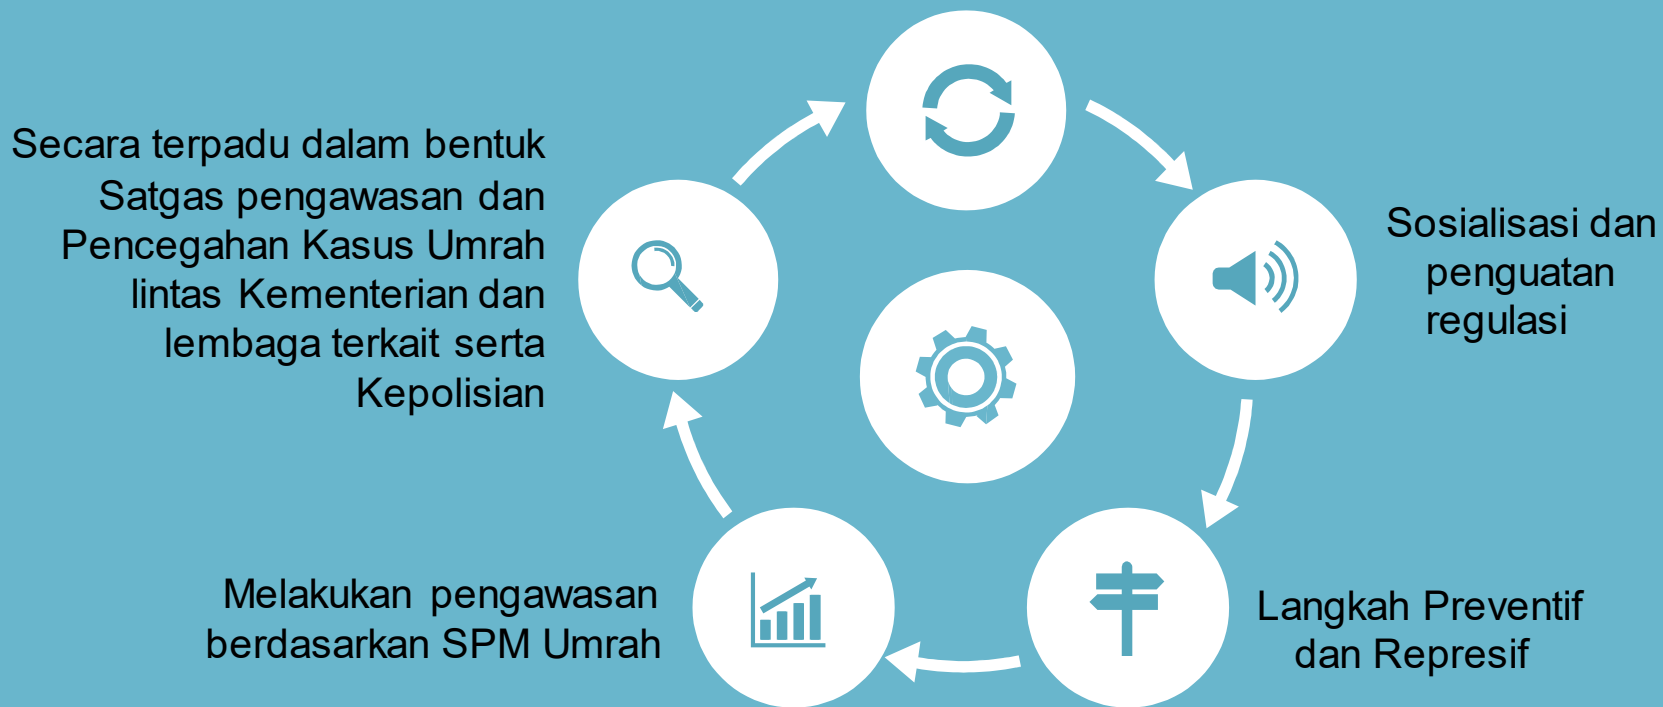 Secara terpadu dalam bentuk
Satgas pengawasan dan
Pencegahan Kasus Umrah
lintas Kementerian dan
lembaga terkait serta
Kepolisian
Sosialisasi dan
penguatan
regulasi
Melakukan pengawasan
berdasarkan SPM Umrah
Langkah Preventif
dan Represif